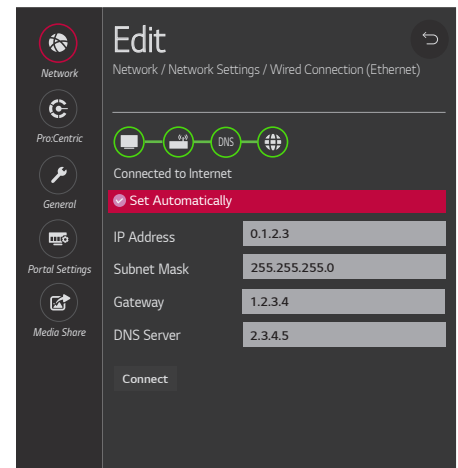 Edit
Network / Network Settings / Wired Connection (Ethernet)
Network
Pro:Centric
General
Portal Settings
Media Share
DNS
Connected to Internet
Set Automatically
IP Address 0.1.2.3
Subnet Mask 255.255.255.0
Gateway 1.2.3.4
DNS Server 2.3.4.5
Connect